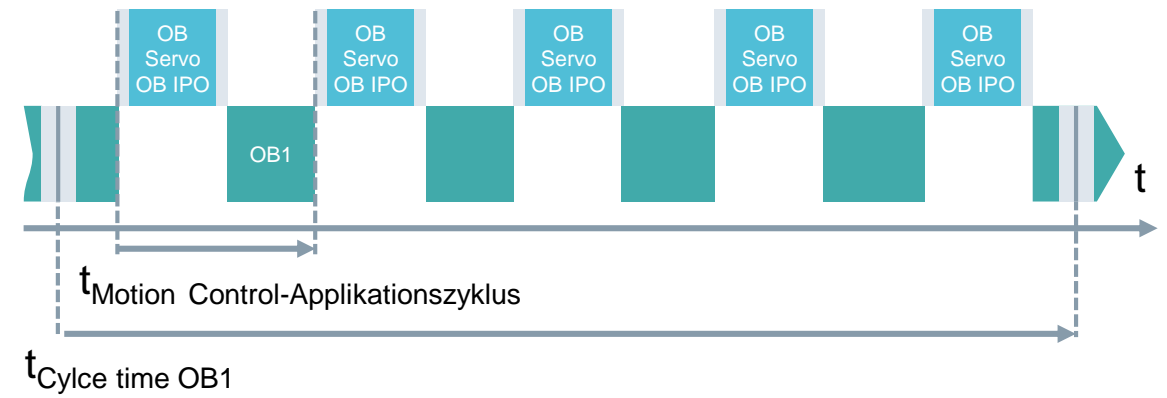 OB OB OB OB OB
Servo Servo Servo Servo Servo
OB IPO OB IPO OB IPO OB IPO OB IPO
OB1
t
tMotion Control-Applikationszyklus
tCylce time OB1